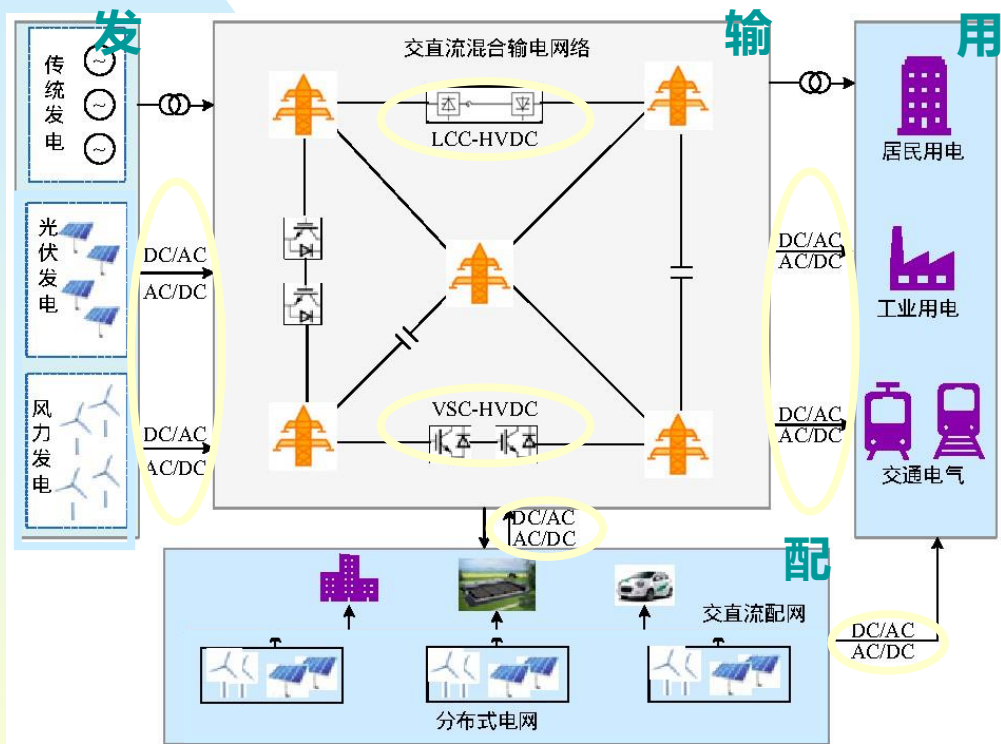 发
传统发电
~
~
~
光伏发电
风力发电
DC/AC
AC/DC
DC/AC
AC/DC
输
交直流混合输电网络
LCC-HVDC
VSC-HVDC
DC/AC
AC/DC
DC/AC
AC/DC
用
居民用电
工业用电
交通电气
DC/AC
AC/DC
配
交直流配网
分布式电网
DC/AC
AC/DC